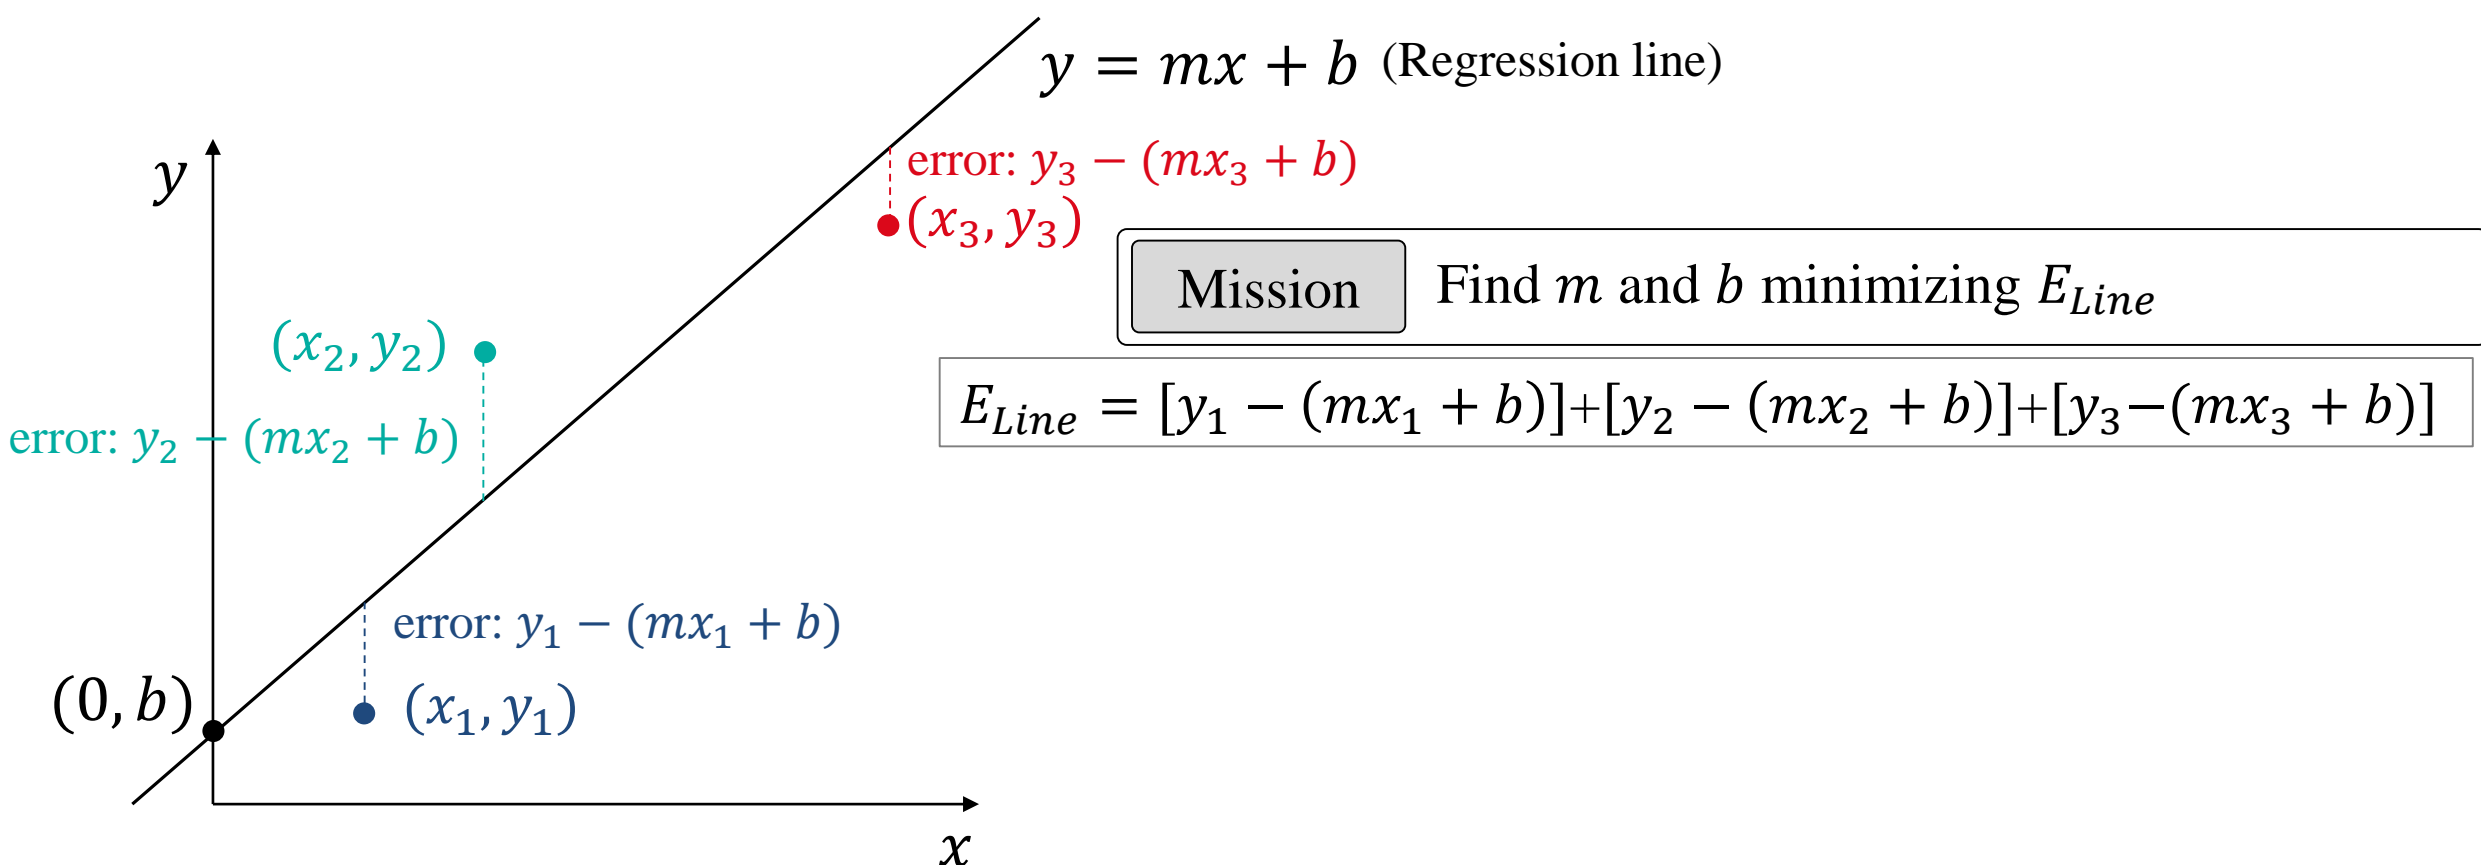 y = mx + b (Regression line)
y
error: y₃ − (mx₃ + b)
(x₃, y₃)
Mission Find m and b minimizing E_Line
(x₂, y₂)
E_Line = [y₁ − (mx₁ + b)]+[y₂ − (mx₂ + b)]+[y₃−(mx₃ + b)]
error: y₂ − (mx₂ + b)
error: y₁ − (mx₁ + b)
(0, b)
(x₁, y₁)
x